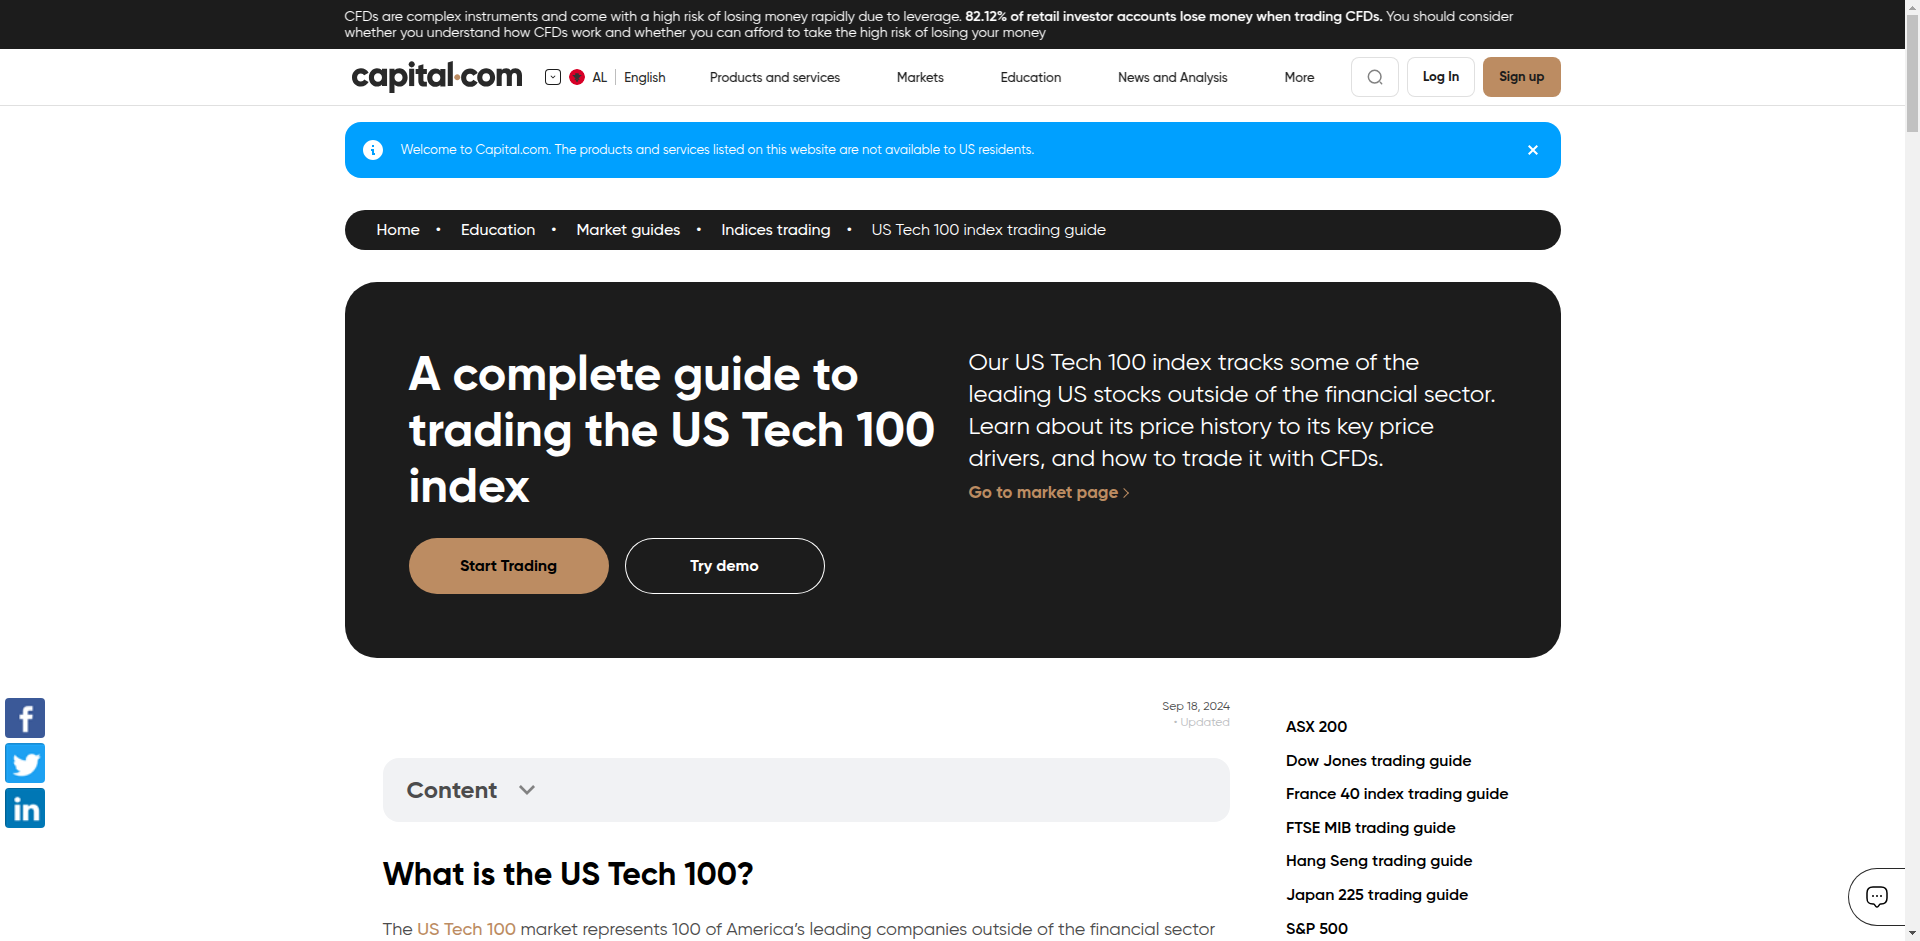 CFDs are complex instruments and come with a high risk of losing money rapidly due to leverage. 82.12% of retail investor accounts lose money when trading CFDs. You should consider
whether you understand how CFDs work and whether you can afford to take the high risk of losing your money
capital.com
AL
English
Products and services
Markets
Education
News and Analysis
More
Log In
Sign up
Welcome to Capital.com. The products and services listed on this website are not available to US residents.
Home • Education • Market guides • Indices trading • US Tech 100 index trading guide
A complete guide to
trading the US Tech 100
index
Our US Tech 100 index tracks some of the
leading US stocks outside of the financial sector.
Learn about its price history to its key price
drivers, and how to trade it with CFDs.
Go to market page
Start Trading
Try demo
Sep 18, 2024
• Updated
Content
What is the US Tech 100?
The US Tech 100 market represents 100 of America’s leading companies outside of the financial sector
ASX 200
Dow Jones trading guide
France 40 index trading guide
FTSE MIB trading guide
Hang Seng trading guide
Japan 225 trading guide
S&P 500